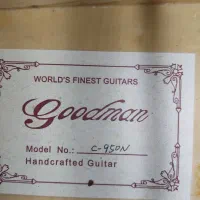 WORLD'S FINEST GUITARS
Goodman
Model No.: C-950N
Handcrafted Guitar